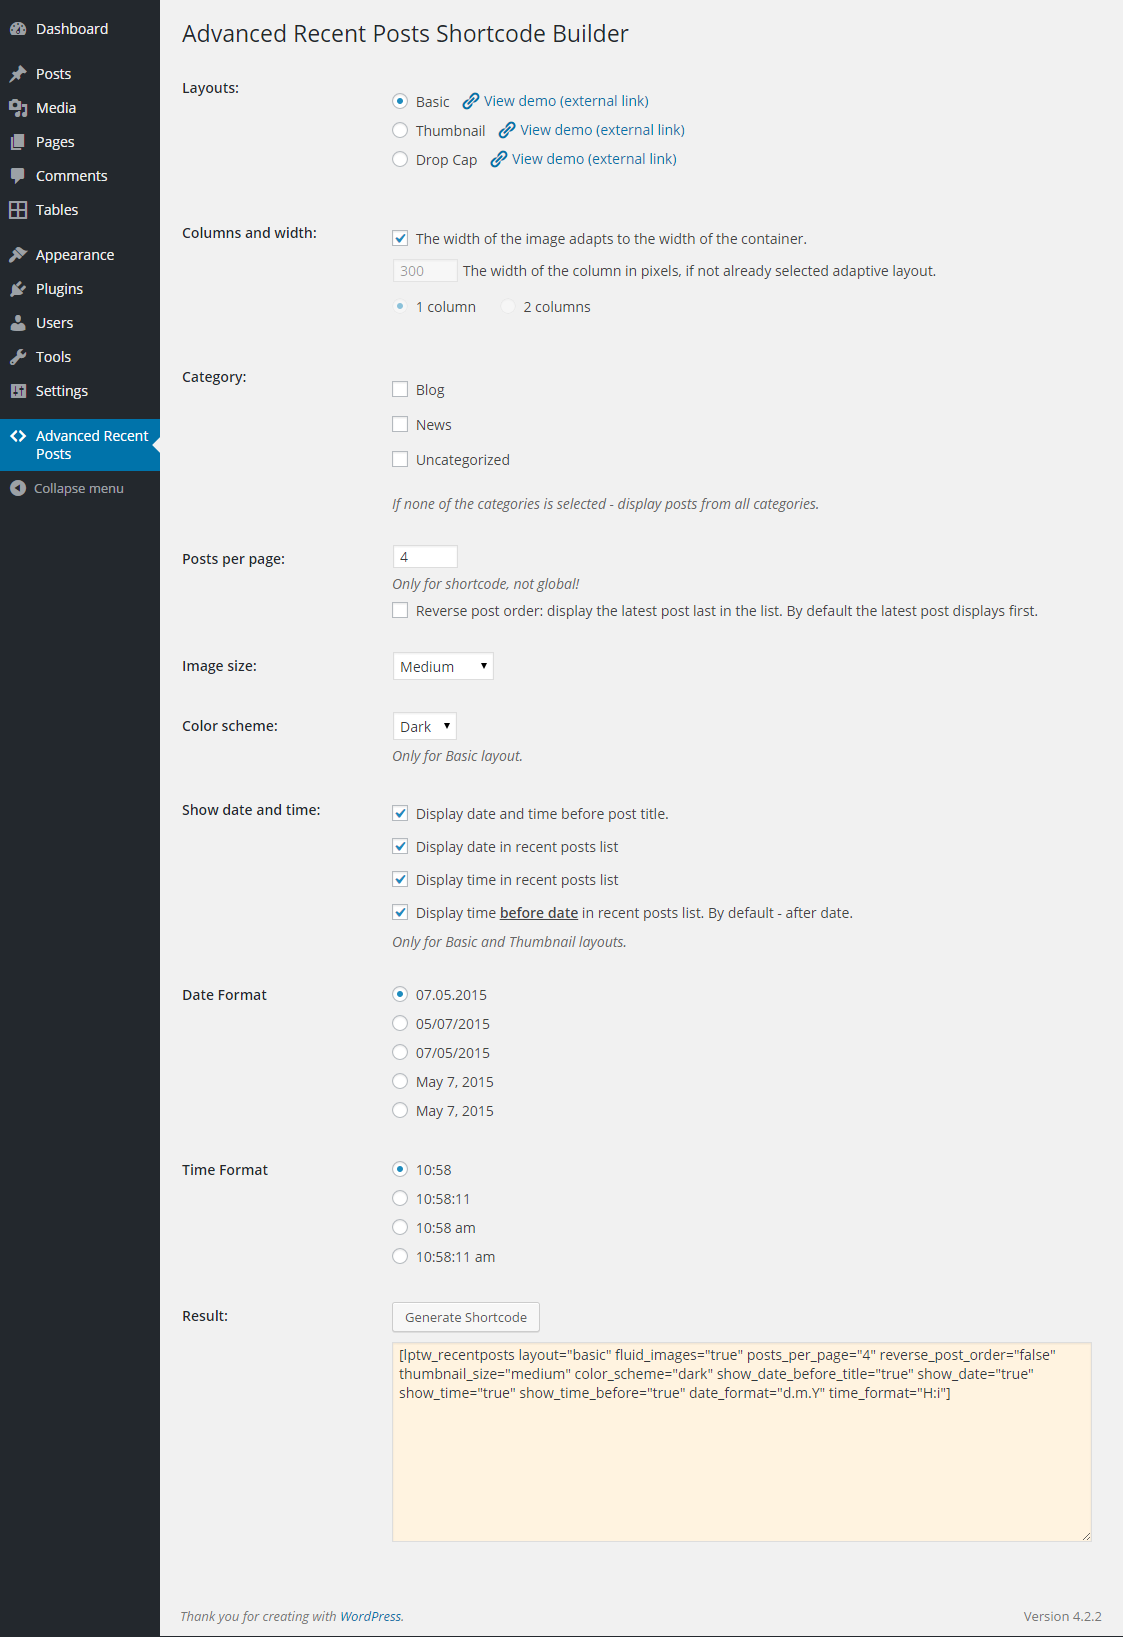 Dashboard
Posts
Media
Pages
Comments
Tables
Appearance
Plugins
Users
Tools
Settings
Advanced Recent
Posts
Collapse menu
Advanced Recent Posts Shortcode Builder
Layouts:
Basic View demo (external link)
Thumbnail View demo (external link)
Drop Cap View demo (external link)
Columns and width:
The width of the image adapts to the width of the container.
300 The width of the column in pixels, if not already selected adaptive layout.
1 column 2 columns
Category:
Blog
News
Uncategorized
If none of the categories is selected - display posts from all categories.
Posts per page:
4
Only for shortcode, not global!
Reverse post order: display the latest post last in the list. By default the latest post displays first.
Image size:
Medium
Color scheme:
Dark
Only for Basic layout.
Show date and time:
Display date and time before post title.
Display date in recent posts list
Display time in recent posts list
Display time before date in recent posts list. By default - after date.
Only for Basic and Thumbnail layouts.
Date Format
07.05.2015
05/07/2015
07/05/2015
May 7, 2015
May 7, 2015
Time Format
10:58
10:58:11
10:58 am
10:58:11 am
Result:
Generate Shortcode
[lptw_recentposts layout="basic" fluid_images="true" posts_per_page="4" reverse_post_order="false"
thumbnail_size="medium" color_scheme="dark" show_date_before_title="true" show_date="true"
show_time="true" show_time_before="true" date_format="d.m.Y" time_format="H:i"]
Thank you for creating with WordPress.
Version 4.2.2